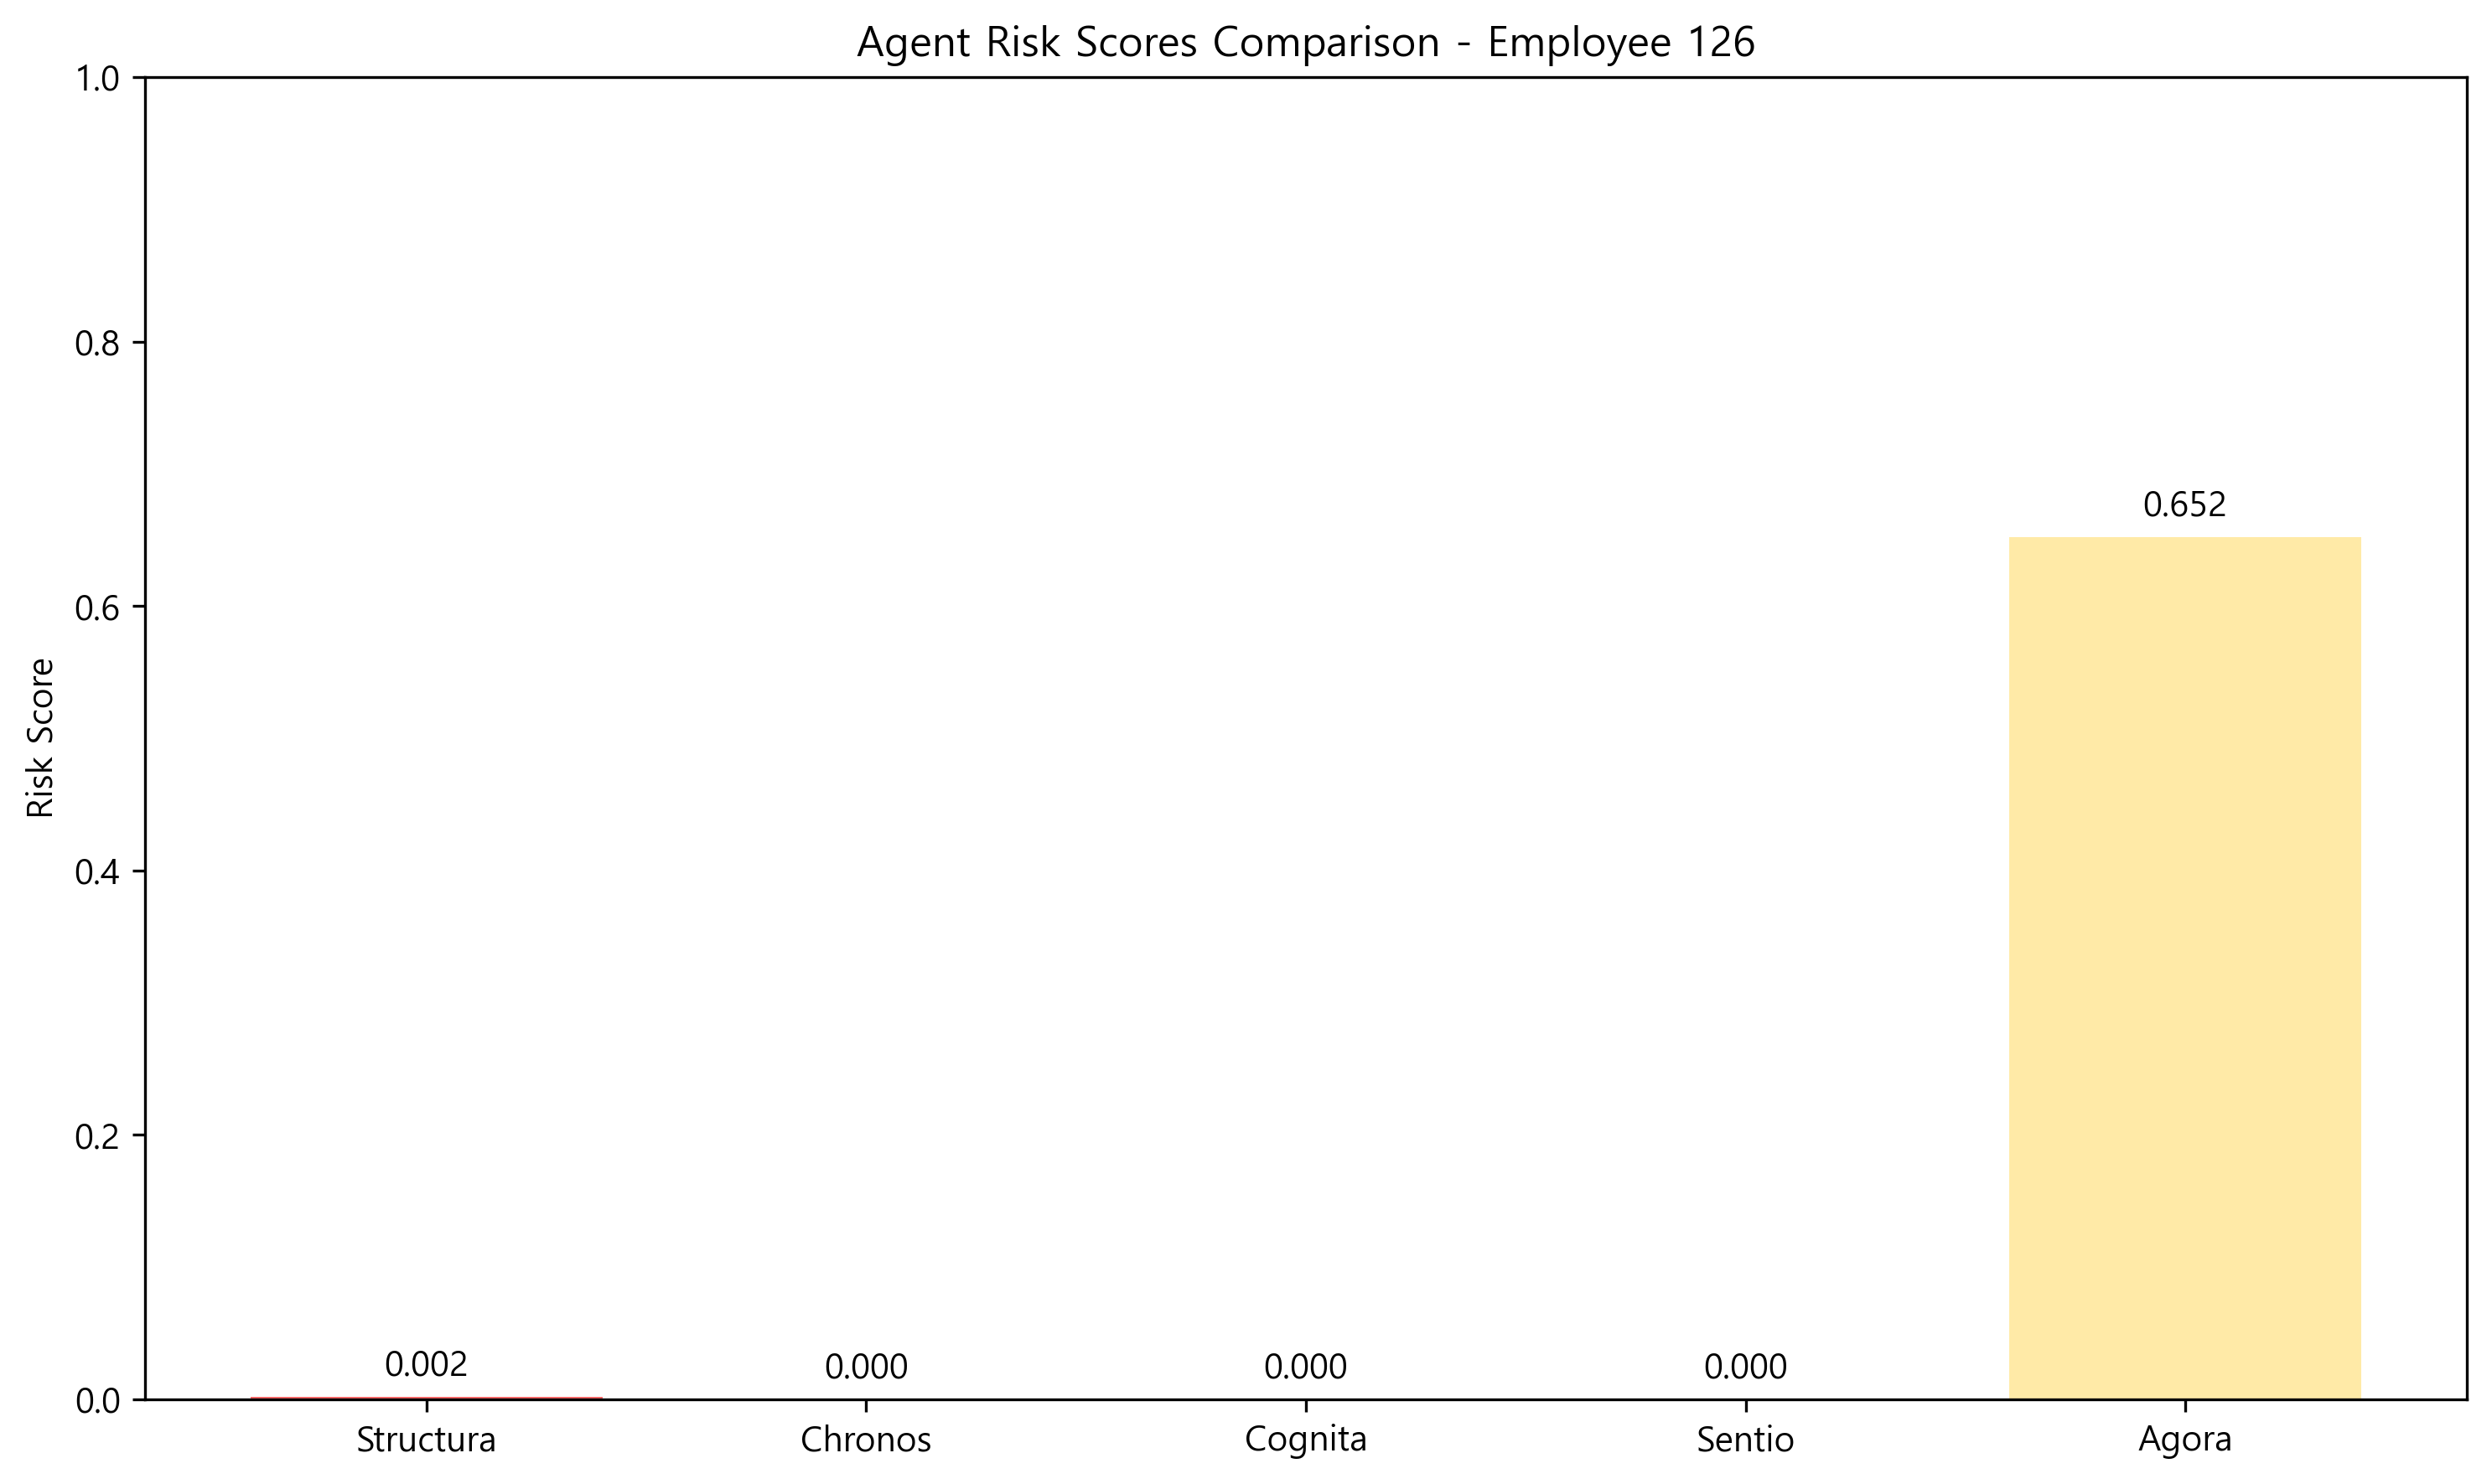 Agent Risk Scores Comparison - Employee 126
1.0
0.8
0.6
0.4
0.2
0.0
Risk Score
0.002
0.000
0.000
0.000
0.652
Structura
Chronos
Cognita
Sentio
Agora